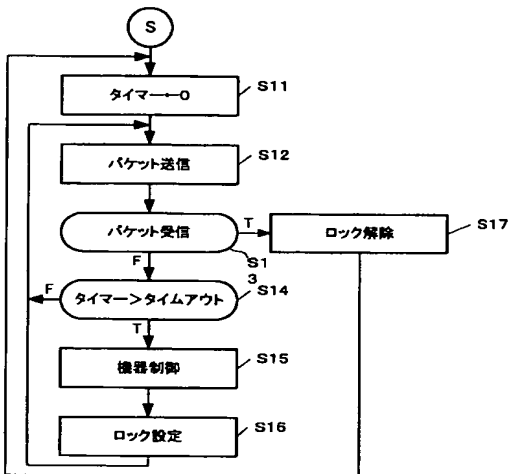 S
タイマー←0
S11
パケット送信
S12
パケット受信
T
S1
3
ロック解除
S17
F
タイマー>タイムアウト
S14
F
T
機器制御
S15
ロック設定
S16